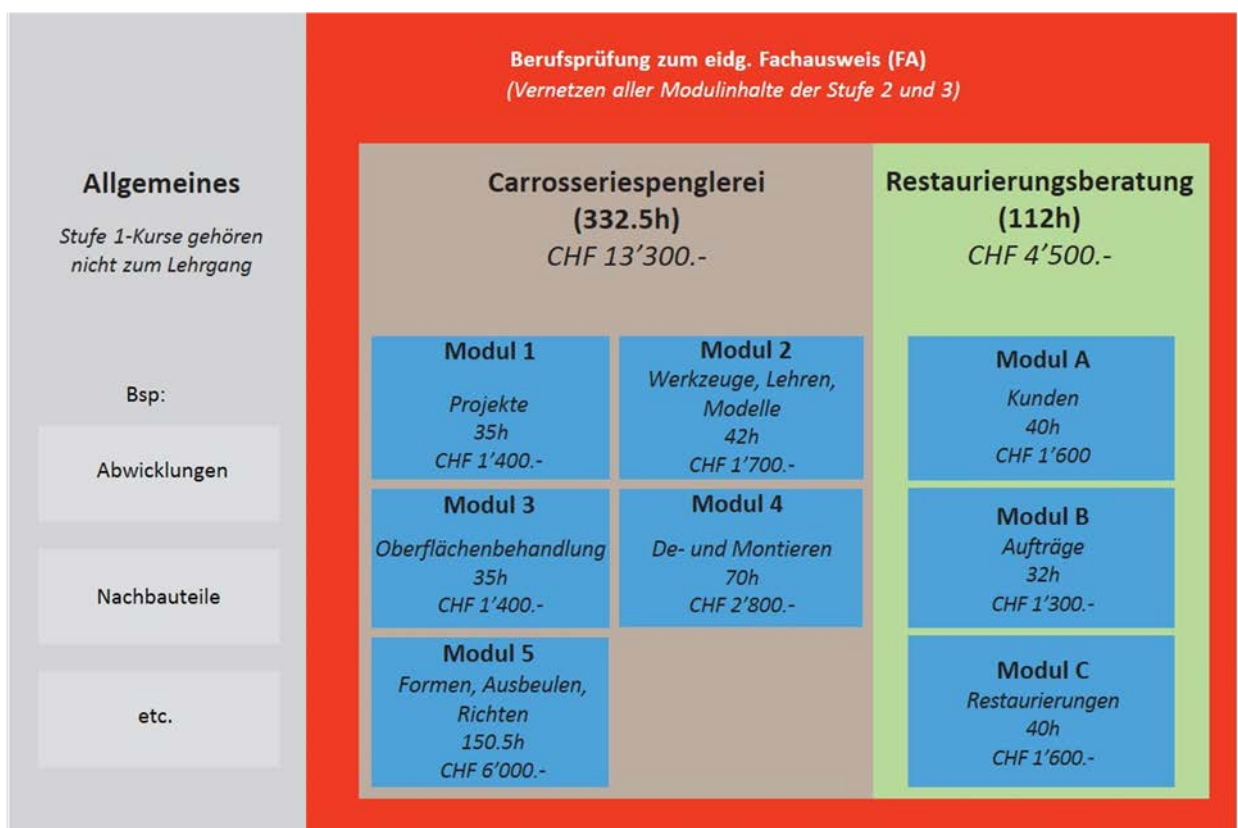 Berufsprüfung zum eidg. Fachausweis (FA)
(Vernetzen aller Modulinhalte der Stufe 2 und 3)
Allgemeines
Stufe 1-Kurse gehören
nicht zum Lehrgang
Bsp:
Abwicklungen
Nachbauteile
etc.
Carrosseriespenglerei
(332.5h)
CHF 13’300.-
Modul 1
Projekte
35h
CHF 1’400.-
Modul 2
Werkzeuge, Lehren,
Modelle
42h
CHF 1’700.-
Modul 3
Oberflächenbehandlung
35h
CHF 1’400.-
Modul 4
De- und Montieren
70h
CHF 2’800.-
Modul 5
Formen, Ausbeulen,
Richten
150.5h
CHF 6’000.-
Restaurierungsberatung
(112h)
CHF 4’500.-
Modul A
Kunden
40h
CHF 1’600
Modul B
Aufträge
32h
CHF 1’300.-
Modul C
Restaurierungen
40h
CHF 1’600.-